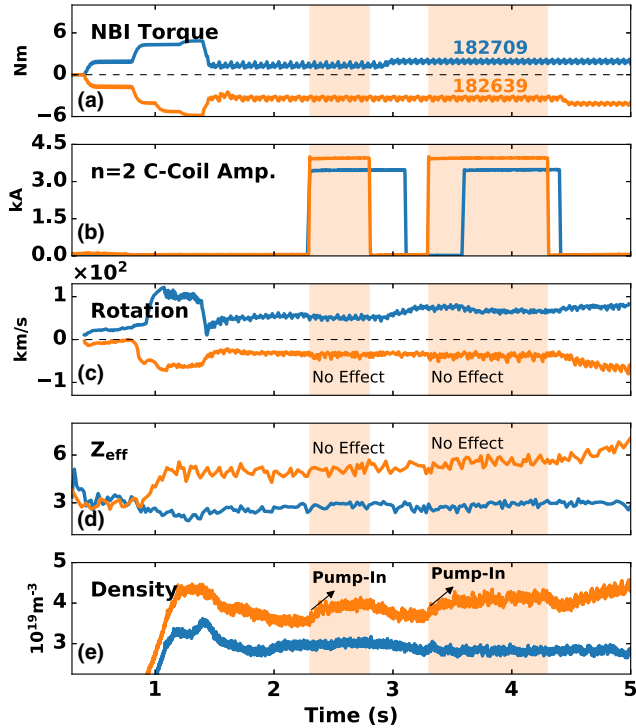 6
0
−6
Nm
NBI Torque
182709
182639
(a)
4.5
3.0
1.5
0.0
kA
n=2 C-Coil Amp.
(b)
×10²
1
0
−1
km/s
Rotation
No Effect
No Effect
(c)
6
3
Zeff
No Effect
No Effect
(d)
5
4
3
10¹⁹m⁻³
Density
Pump-In
Pump-In
(e)
1 2 3 4 5
Time (s)